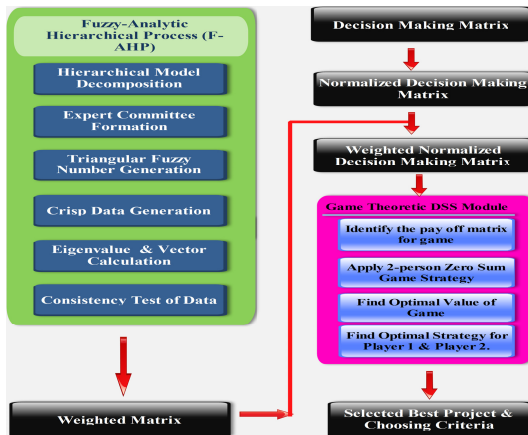 Fuzzy-Analytic
Hierarchical Process (F-
AHP)
Hierarchical Model
Decomposition
Expert Committee
Formation
Triangular Fuzzy
Number Generation
Crisp Data Generation
Eigenvalue & Vector
Calculation
Consistency Test of Data
Weighted Matrix
Decision Making Matrix
Normalized Decision Making
Matrix
Weighted Normalized
Decision Making Matrix
Game Theoretic DSS Module
Identify the pay off matrix
for game
Apply 2-person Zero Sum
Game Strategy
Find Optimal Value of
Game
Find Optimal Strategy for
Player 1 & Player 2.
Selected Best Project &
Choosing Criteria